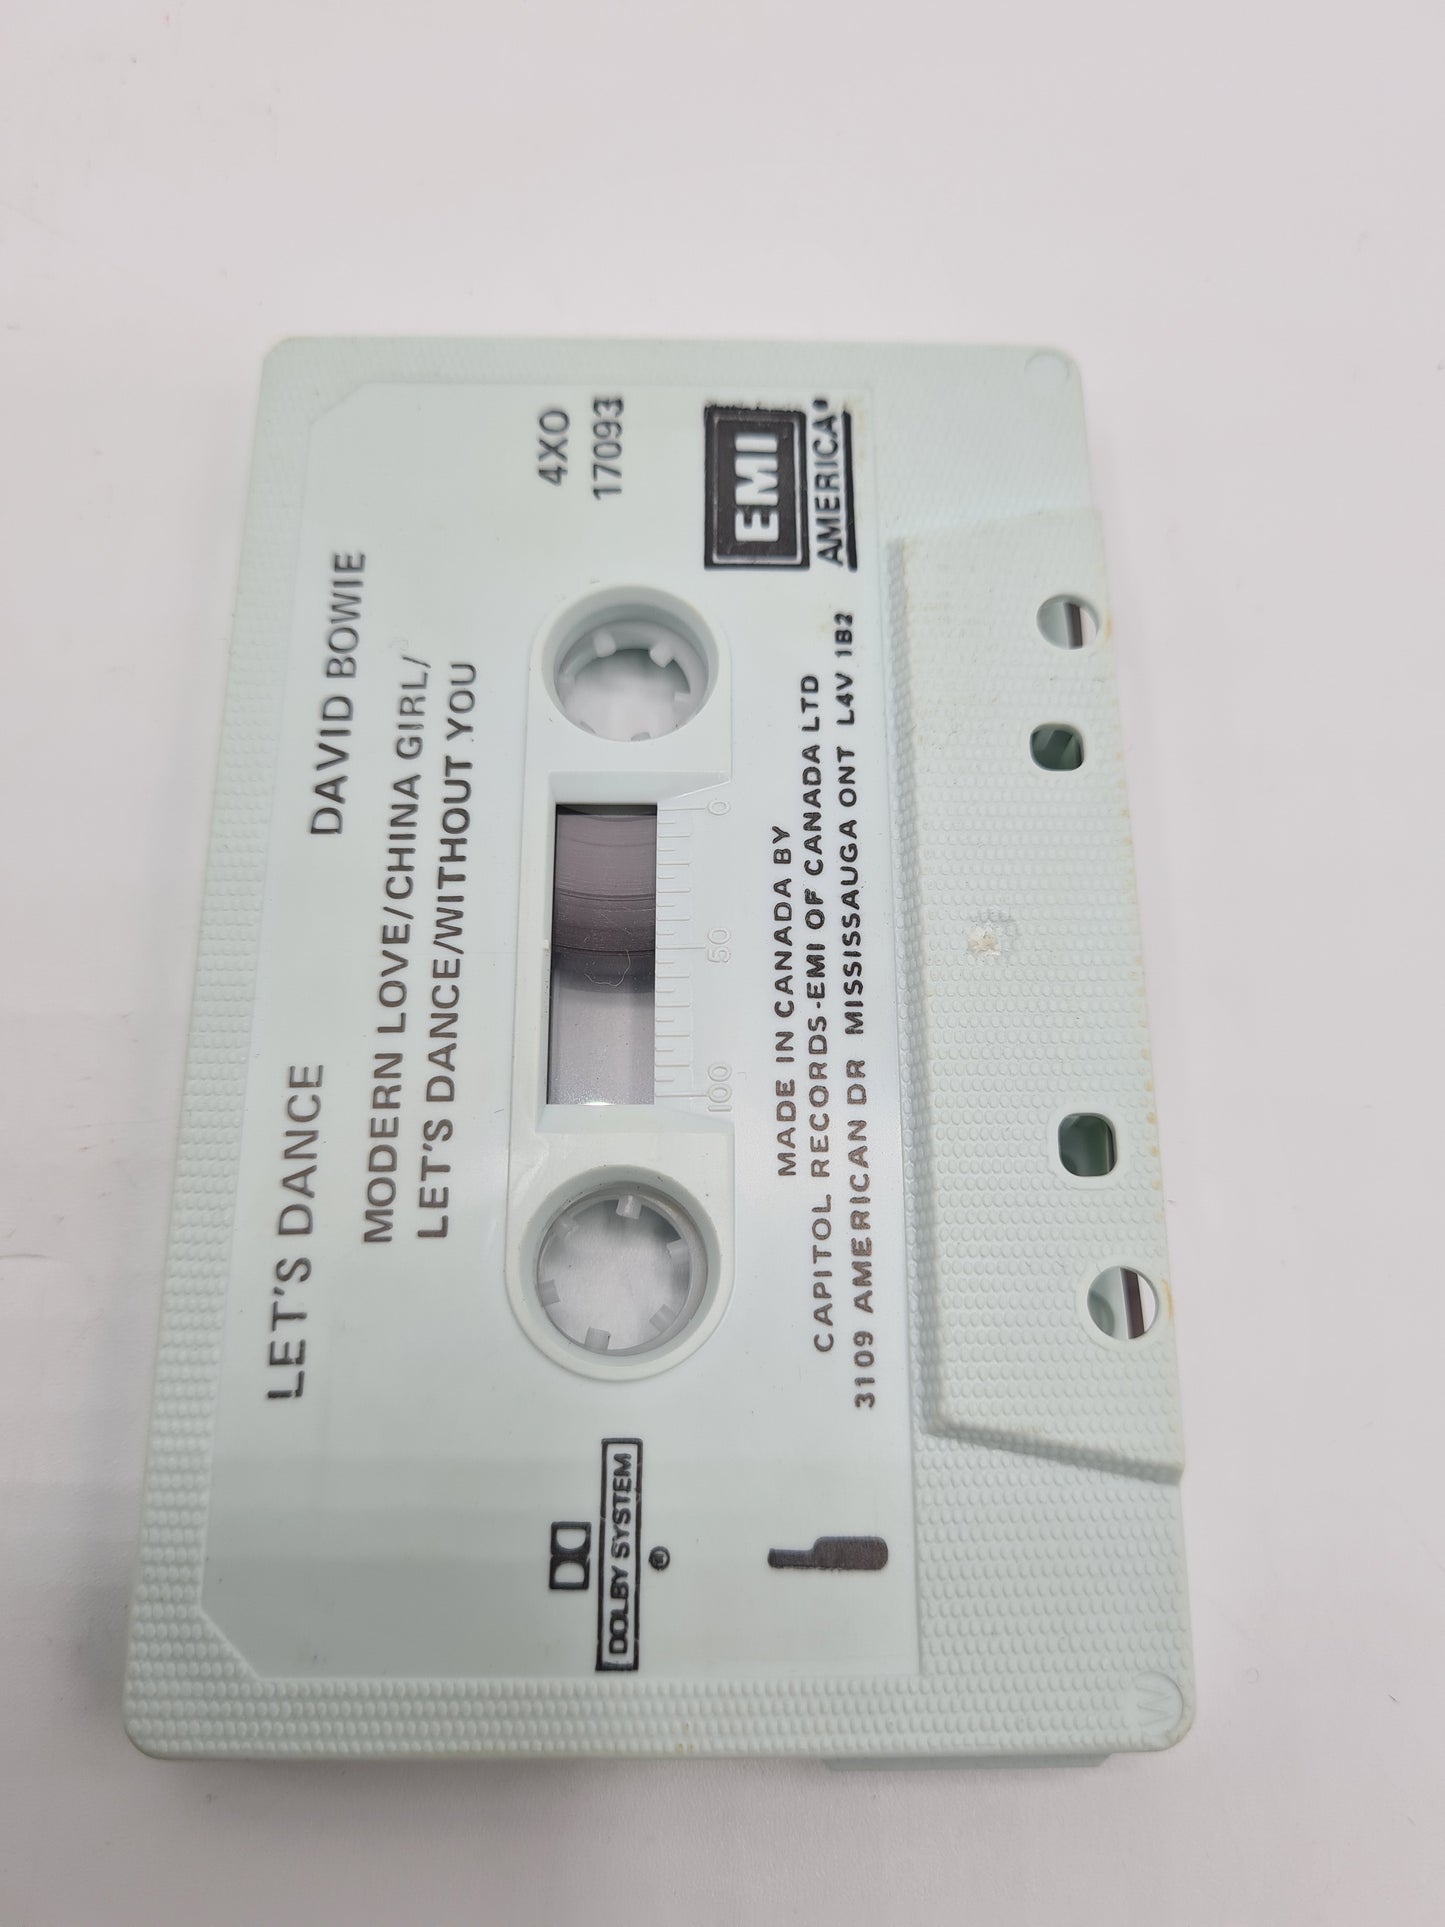 LET'S DANCE DAVID BOWIE
MODERN LOVE/CHINA GIRL/
LET'S DANCE/WITHOUT YOU
DOLBY SYSTEM
®
4XO
17093
100 50 0
EMI
AMERICA
MADE IN CANADA BY
CAPITOL RECORDS-EMI OF CANADA LTD
3109 AMERICAN DR MISSISSAUGA ONT L4V 1B2
W